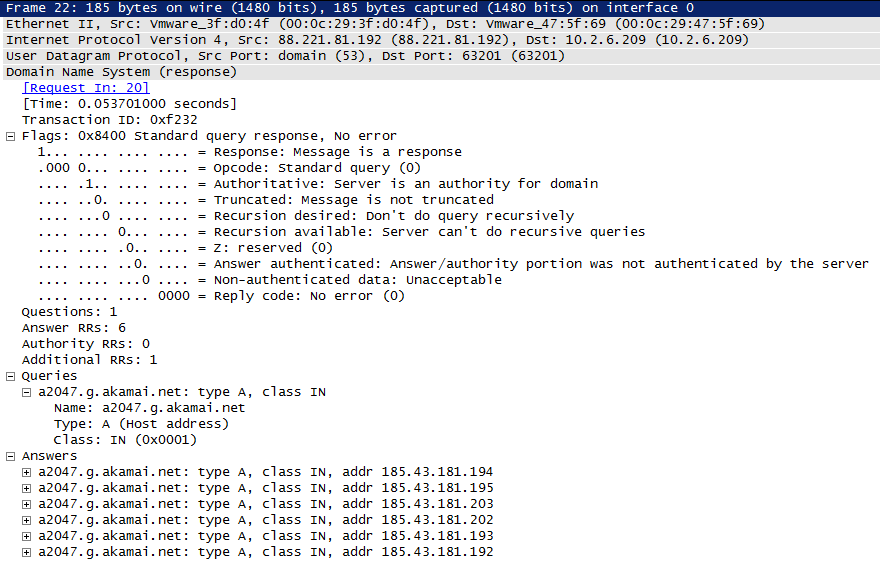 Frame 22: 185 bytes on wire (1480 bits), 185 bytes captured (1480 bits) on interface 0
Ethernet II, Src: Vmware_3f:d0:4f (00:0c:29:3f:d0:4f), Dst: Vmware_47:5f:69 (00:0c:29:47:5f:69)
Internet Protocol Version 4, Src: 88.221.81.192 (88.221.81.192), Dst: 10.2.6.209 (10.2.6.209)
User Datagram Protocol, Src Port: domain (53), Dst Port: 63201 (63201)
Domain Name System (response)
[Request In: 20]
[Time: 0.053701000 seconds]
Transaction ID: 0xf232
Flags: 0x8400 Standard query response, No error
1... .... .... .... = Response: Message is a response
.000 0... .... .... = Opcode: Standard query (0)
.... .1.. .... .... = Authoritative: Server is an authority for domain
.... ..0. .... .... = Truncated: Message is not truncated
.... ...0 .... .... = Recursion desired: Don't do query recursively
.... .... 0... .... = Recursion available: Server can't do recursive queries
.... .... .0.. .... = Z: reserved (0)
.... .... ..0. .... = Answer authenticated: Answer/authority portion was not authenticated by the server
.... .... ...0 .... = Non-authenticated data: Unacceptable
.... .... .... 0000 = Reply code: No error (0)
Questions: 1
Answer RRs: 6
Authority RRs: 0
Additional RRs: 1
Queries
a2047.g.akamai.net: type A, class IN
Name: a2047.g.akamai.net
Type: A (Host address)
Class: IN (0x0001)
Answers
a2047.g.akamai.net: type A, class IN, addr 185.43.181.194
a2047.g.akamai.net: type A, class IN, addr 185.43.181.195
a2047.g.akamai.net: type A, class IN, addr 185.43.181.203
a2047.g.akamai.net: type A, class IN, addr 185.43.181.202
a2047.g.akamai.net: type A, class IN, addr 185.43.181.193
a2047.g.akamai.net: type A, class IN, addr 185.43.181.192